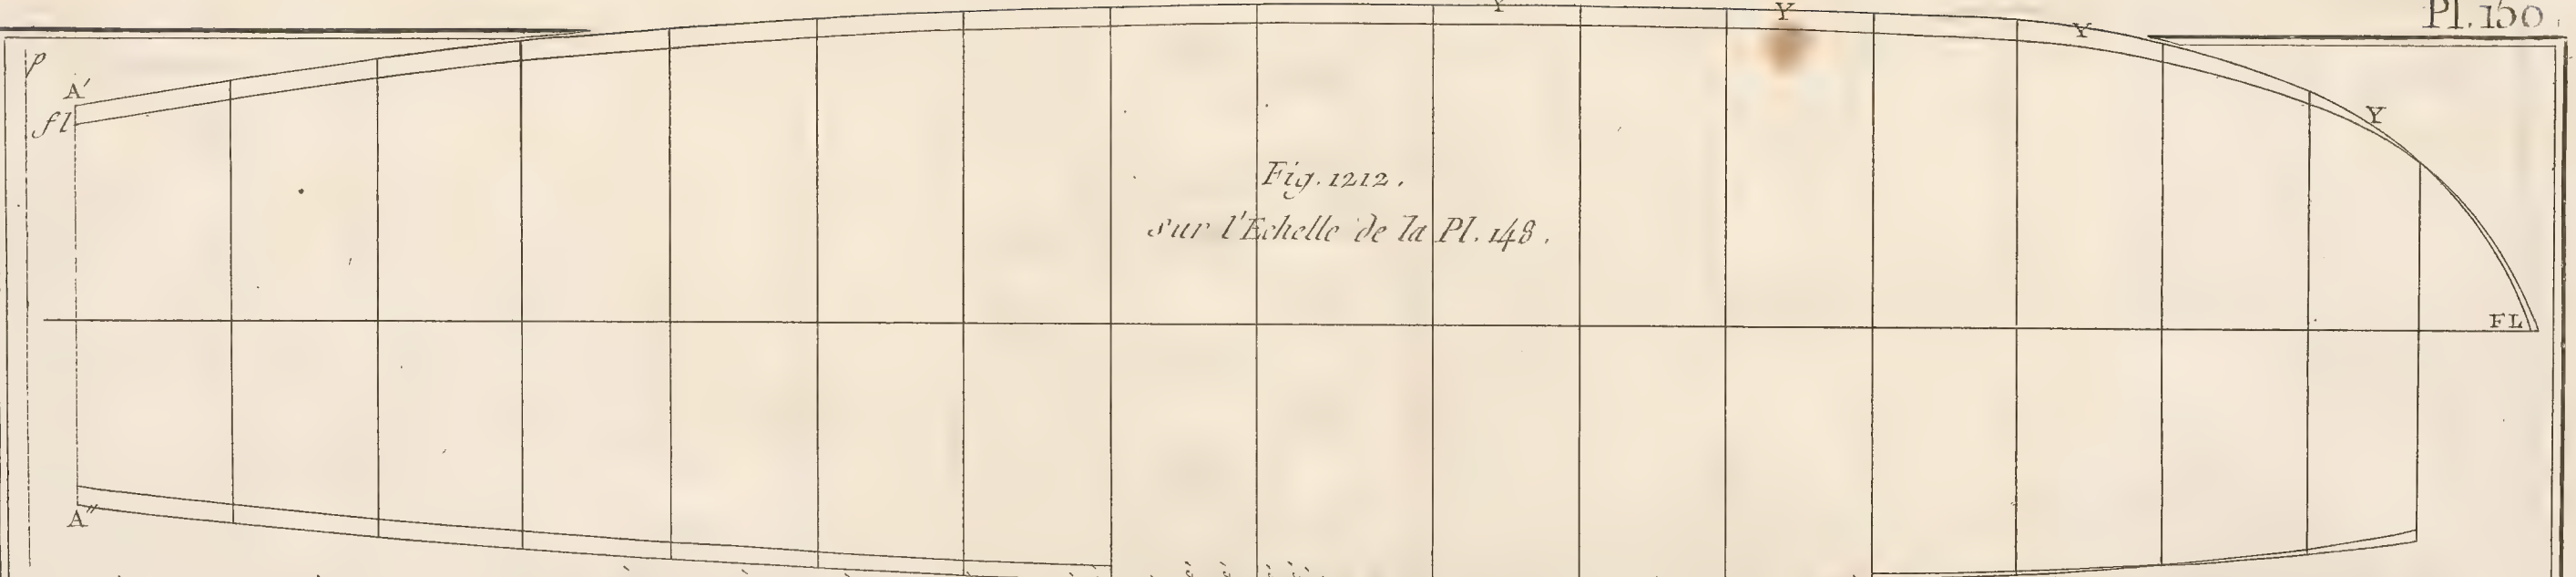 Pl. 150.
Y
Y
Y
p
A′
fl
Y
Fig. 1212.
sur l'Echelle de la Pl. 148.
FL
A″